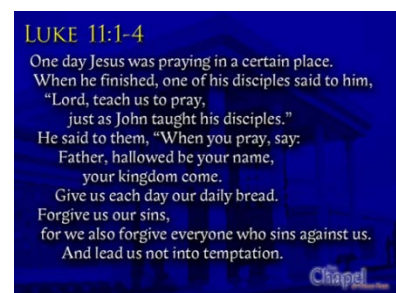 LUKE 11:1-4
One day Jesus was praying in a certain place.
When he finished, one of his disciples said to him,
“Lord, teach us to pray,
just as John taught his disciples.”
He said to them, “When you pray, say:
Father, hallowed be your name,
your kingdom come.
Give us each day our daily bread.
Forgive us our sins,
for we also forgive everyone who sins against us.
And lead us not into temptation.
Chapel